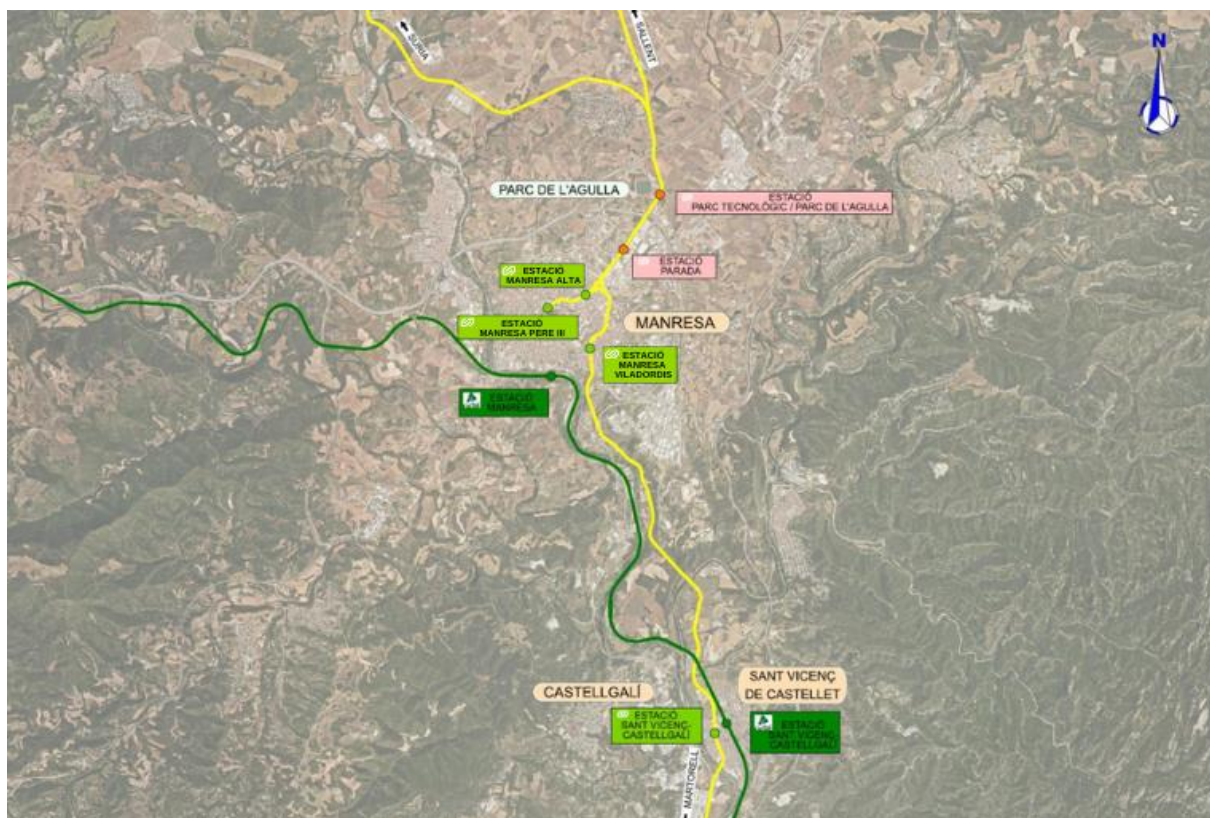 SÚRIA
SALLENT
N
PARC DE L'AGULLA
ESTACIÓ
PARC TECNOLÒGIC / PARC DE L'AGULLA
ESTACIÓ
PARADA
ESTACIÓ
MANRESA ALTA
ESTACIÓ
MANRESA PERE III
MANRESA
ESTACIÓ
MANRESA
VILADORDIS
ESTACIÓ
MANRESA
CASTELLGALÍ
SANT VICENÇ
DE CASTELLET
ESTACIÓ
SANT VICENÇ-
CASTELLGALÍ
ESTACIÓ
SANT VICENÇ
CASTELLGALÍ
MARTORELL